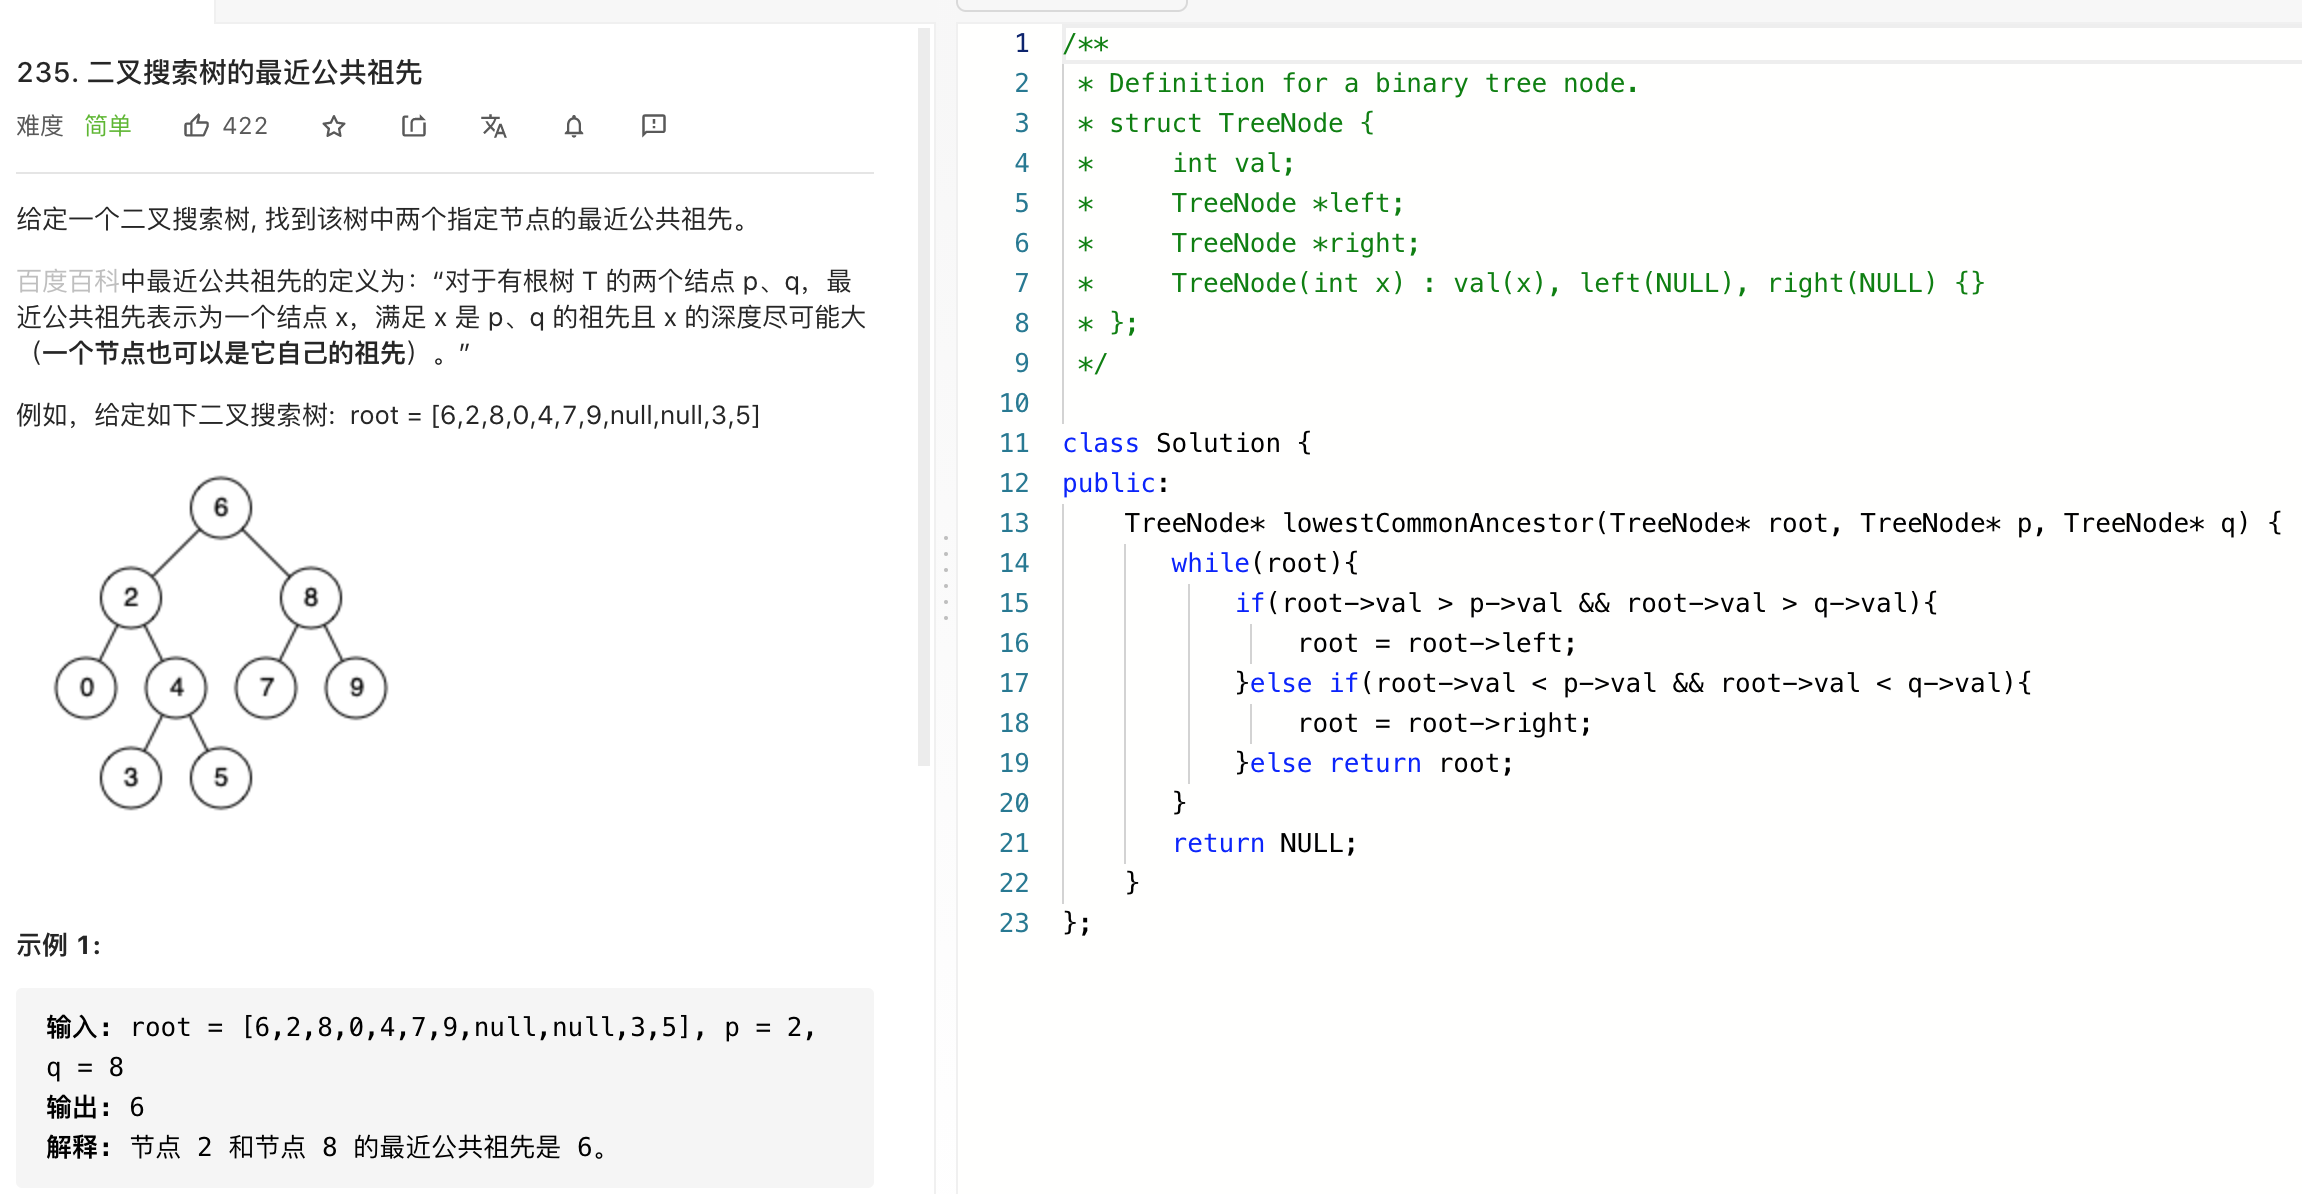 235. 二叉搜索树的最近公共祖先
难度 简单 422
给定一个二叉搜索树, 找到该树中两个指定节点的最近公共祖先。
百度百科中最近公共祖先的定义为：“对于有根树 T 的两个结点 p、q，最
近公共祖先表示为一个结点 x，满足 x 是 p、q 的祖先且 x 的深度尽可能大
（一个节点也可以是它自己的祖先）。”
例如，给定如下二叉搜索树:  root = [6,2,8,0,4,7,9,null,null,3,5]
6
2 8
0 4 7 9
3 5
示例 1:
输入: root = [6,2,8,0,4,7,9,null,null,3,5], p = 2,
q = 8
输出: 6
解释: 节点 2 和节点 8 的最近公共祖先是 6。
1 /**
2  * Definition for a binary tree node.
3  * struct TreeNode {
4  *     int val;
5  *     TreeNode *left;
6  *     TreeNode *right;
7  *     TreeNode(int x) : val(x), left(NULL), right(NULL) {}
8  * };
9  */
10
11 class Solution {
12 public:
13     TreeNode* lowestCommonAncestor(TreeNode* root, TreeNode* p, TreeNode* q) {
14        while(root){
15            if(root->val > p->val && root->val > q->val){
16                root = root->left;
17            }else if(root->val < p->val && root->val < q->val){
18                root = root->right;
19            }else return root;
20        }
21        return NULL;
22     }
23 };